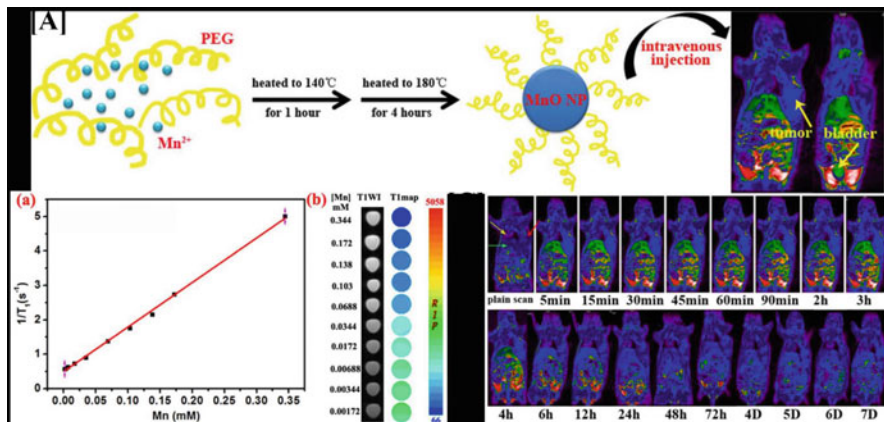 [A]
PEG
Mn²⁺
heated to 140℃
for 1 hour
heated to 180℃
for 4 hours
MnO NP
intravenous
injection
tumor
bladder
(a)
1/T₁(s⁻¹)
5
4
3
2
1
0
0.00 0.05 0.10 0.15 0.20 0.25 0.30 0.35
Mn (mM)
(b)
[Mn] T1WI T1map
mM
0.344
0.172
0.138
0.103
0.0688
0.0344
0.0172
0.00688
0.00344
0.00172
5058
66
plain scan 5min 15min 30min 45min 60min 90min 2h 3h
4h 6h 12h 24h 48h 72h 4D 5D 6D 7D